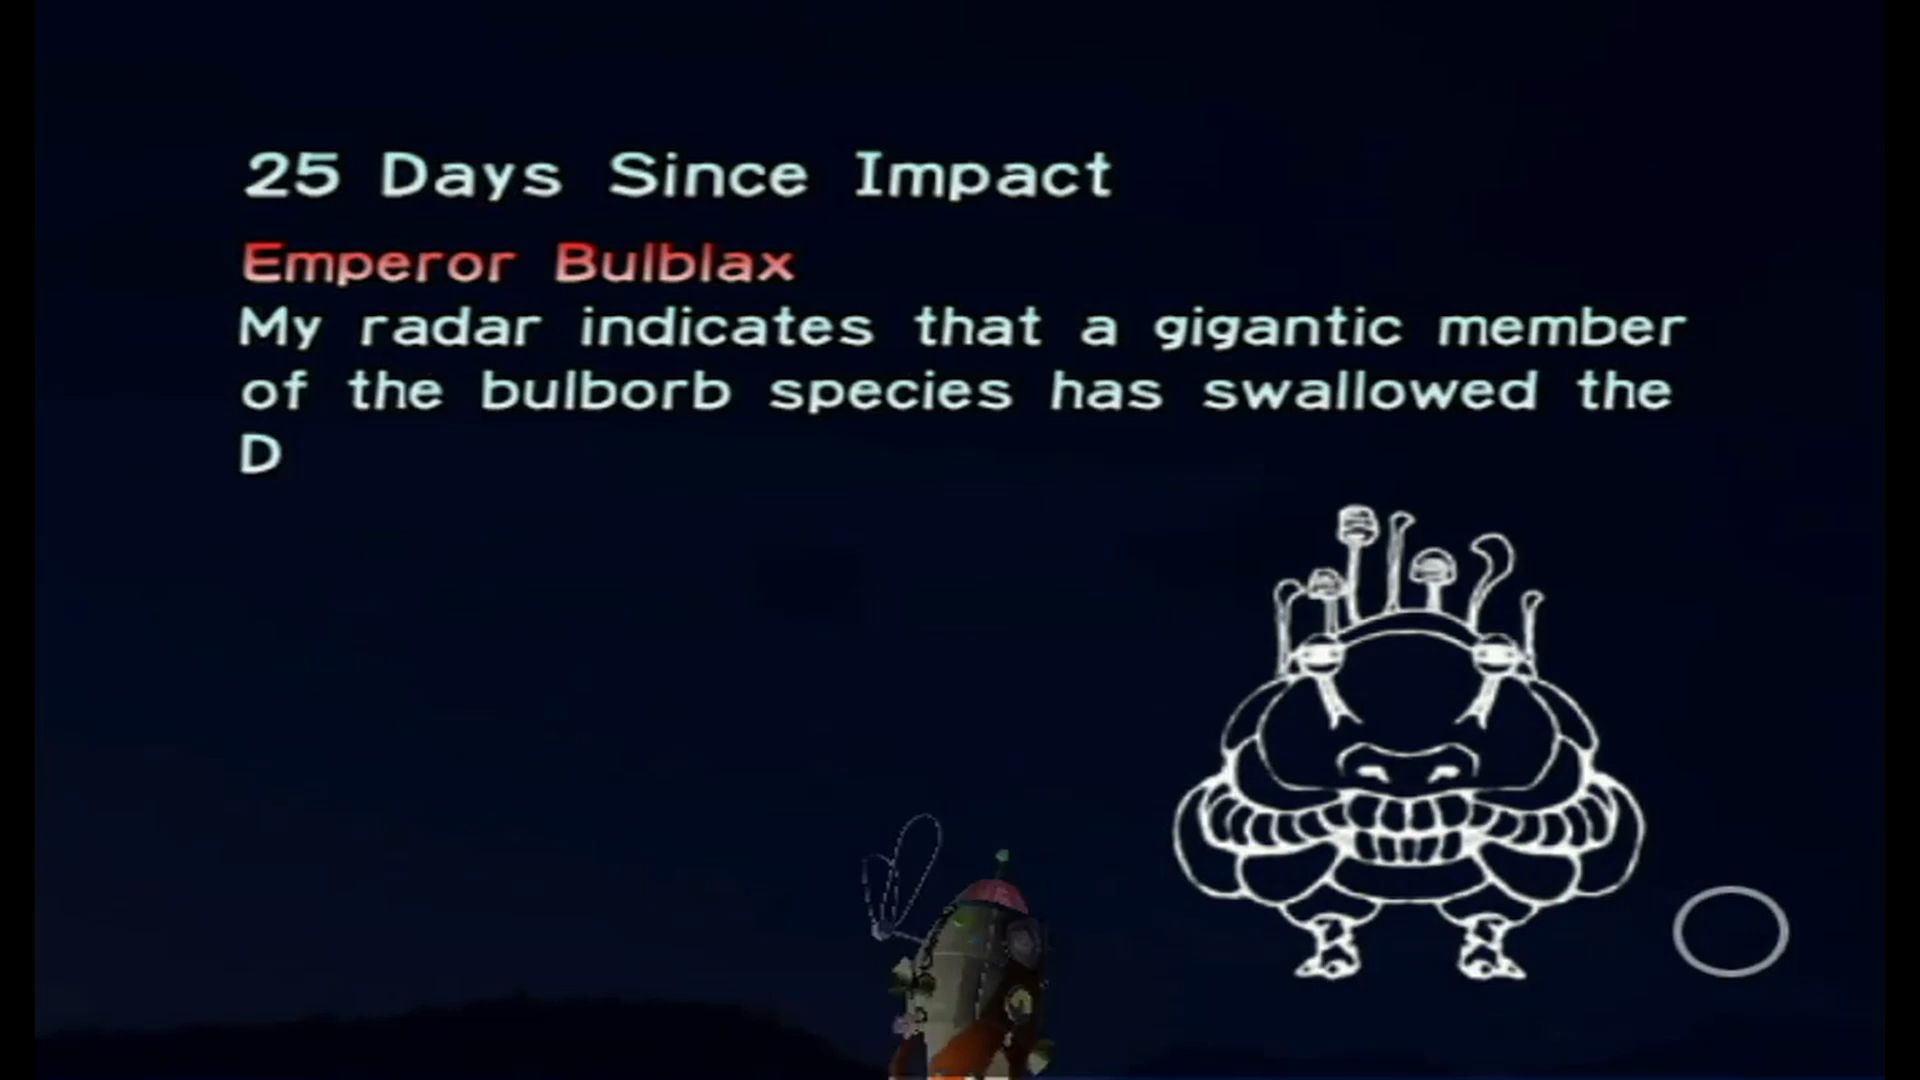 25 Days Since Impact
Emperor Bulblax
My radar indicates that a gigantic member
of the bulborb species has swallowed the
D